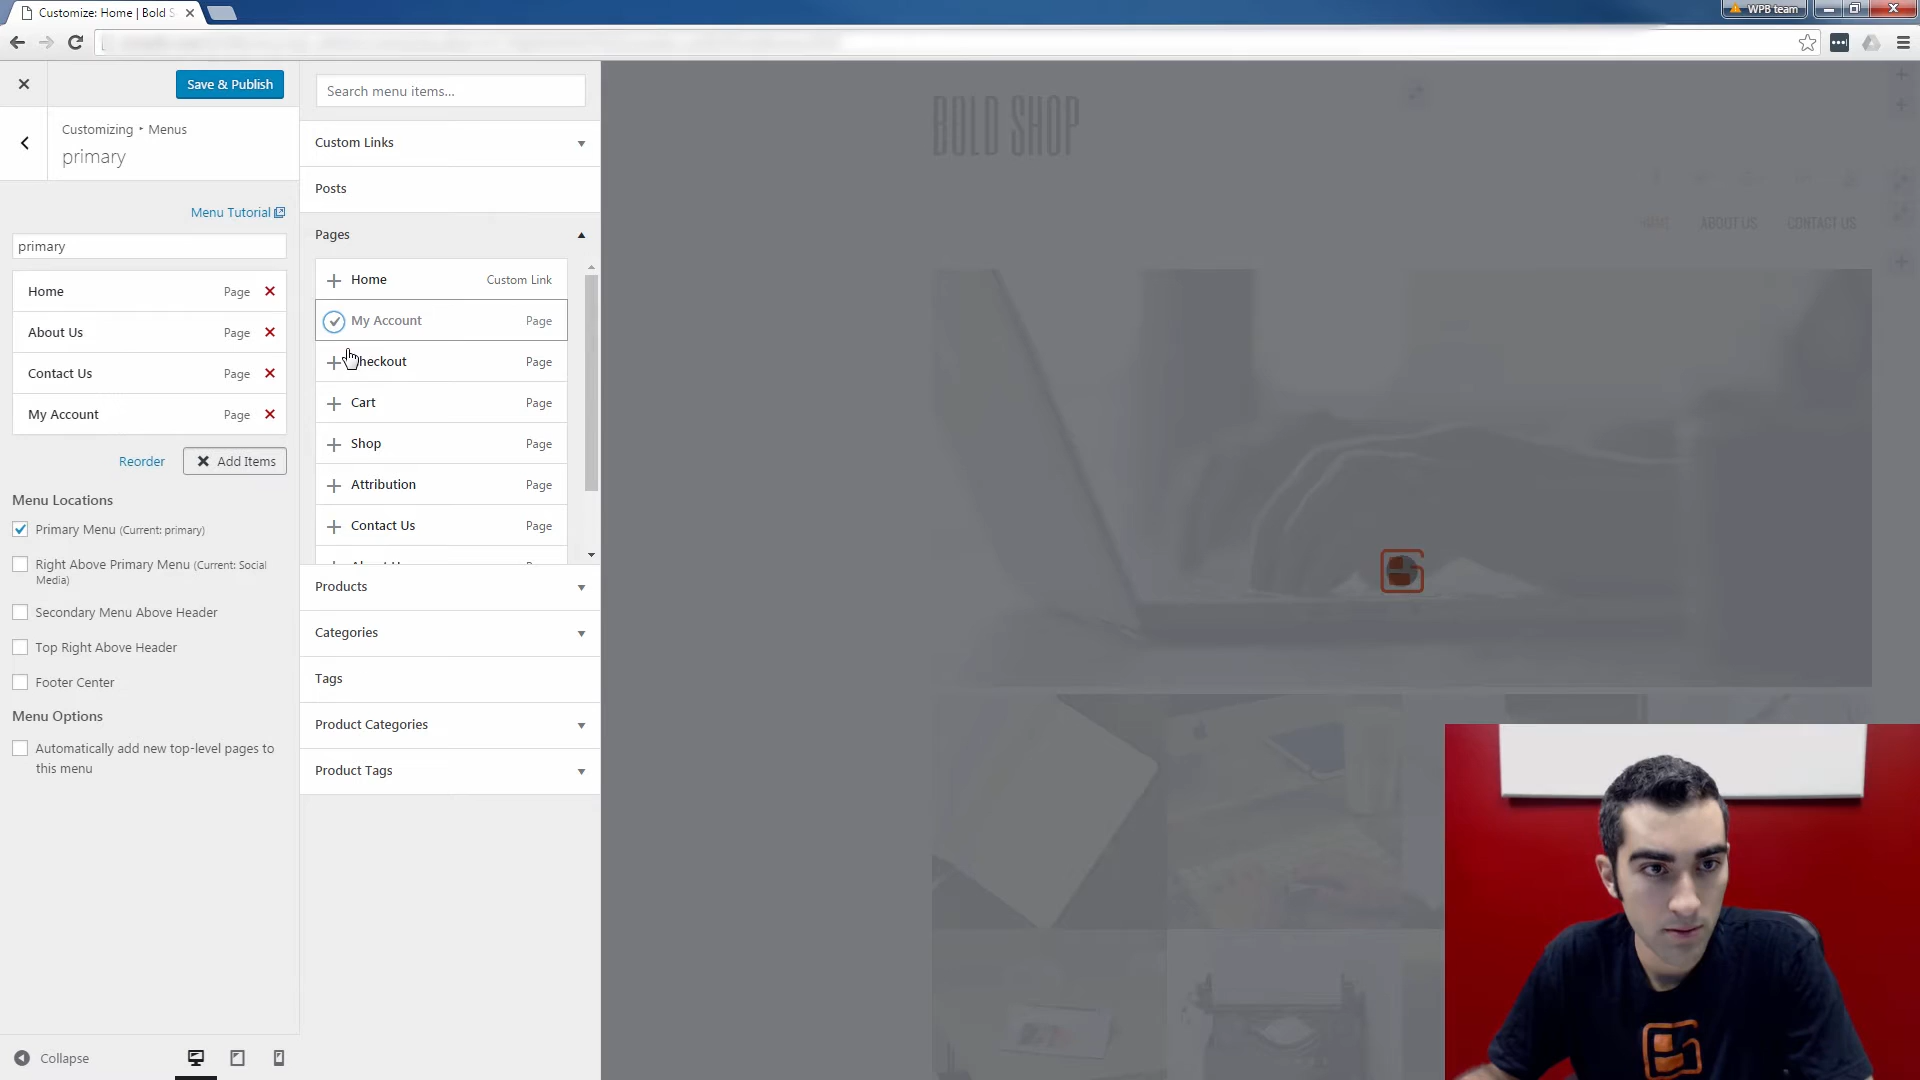 Customize: Home | Bold S
WPB team
Save & Publish
Search menu items...
Customizing ‣ Menus
primary
Custom Links
Posts
Menu Tutorial
Pages
primary
Home Custom Link
Home Page
My Account Page
About Us Page
Checkout Page
Contact Us Page
Cart Page
My Account Page
Shop Page
Reorder
Add Items
Attribution Page
Menu Locations
Contact Us Page
Primary Menu (Current: primary)
Right Above Primary Menu (Current: Social
Media)
Products
Secondary Menu Above Header
Categories
Top Right Above Header
Tags
Footer Center
Menu Options
Product Categories
Automatically add new top-level pages to
this menu
Product Tags
Collapse
BOLD SHOP
ABOUT US
CONTACT US